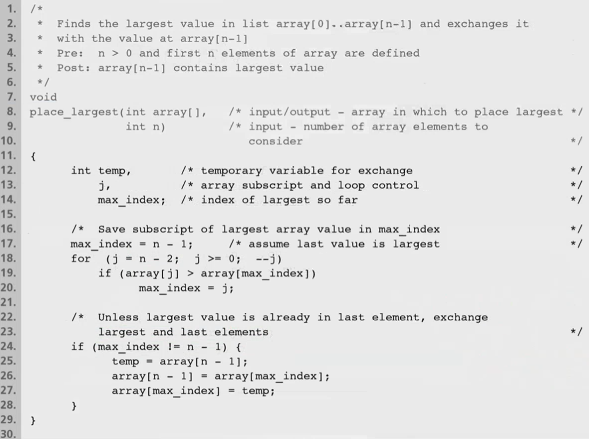 1. /*
2.  *  Finds the largest value in list array[0]..array[n-1] and exchanges it
3.  *  with the value at array[n-1]
4.  *  Pre:  n > 0 and first n elements of array are defined
5.  *  Post: array[n-1] contains largest value
6.  */
7. void
8. place_largest(int array[],   /* input/output - array in which to place largest */
9.               int n)         /* input - number of array elements to
10.                                consider                                       */
11. {
12.       int temp,       /* temporary variable for exchange                      */
13.           j,          /* array subscript and loop control                     */
14.           max_index;  /* index of largest so far                              */
15.
16.       /*  Save subscript of largest array value in max_index                  */
17.       max_index = n - 1;     /* assume last value is largest                  */
18.       for  (j = n - 2;  j >= 0;  --j)
19.           if (array[j] > array[max_index])
20.                 max_index = j;
21.
22.       /*  Unless largest value is already in last element, exchange
23.           largest and last elements                                           */
24.       if (max_index != n - 1) {
25.             temp = array[n - 1];
26.             array[n - 1] = array[max_index];
27.             array[max_index] = temp;
28.       }
29. }
30.